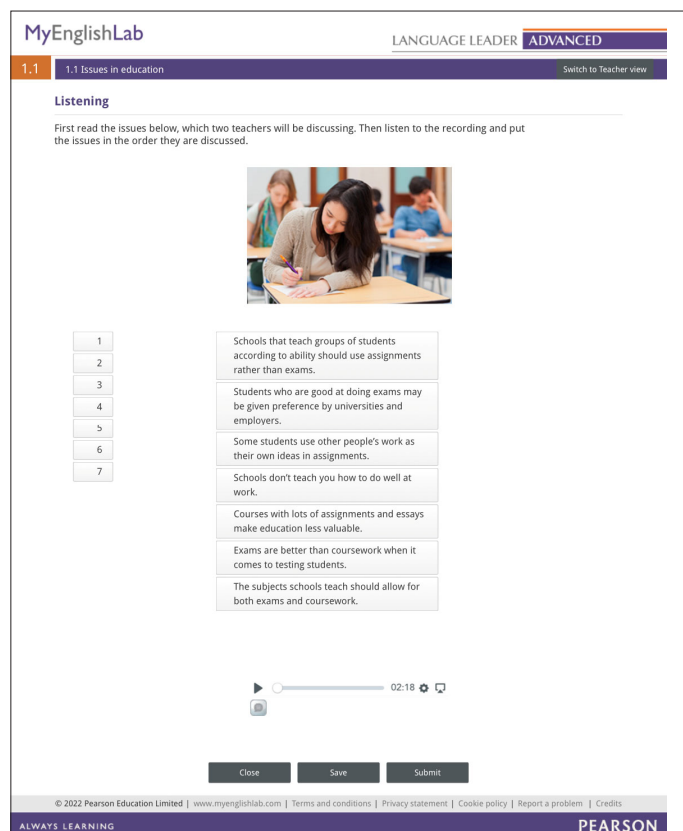 MyEnglishLab
LANGUAGE LEADER ADVANCED
1.1
1.1 Issues in education
Switch to Teacher view
Listening
First read the issues below, which two teachers will be discussing. Then listen to the recording and put
the issues in the order they are discussed.
1
2
3
4
5
6
7
Schools that teach groups of students
according to ability should use assignments
rather than exams.
Students who are good at doing exams may
be given preference by universities and
employers.
Some students use other people's work as
their own ideas in assignments.
Schools don't teach you how to do well at
work.
Courses with lots of assignments and essays
make education less valuable.
Exams are better than coursework when it
comes to testing students.
The subjects schools teach should allow for
both exams and coursework.
02:18
Close Save Submit
© 2022 Pearson Education Limited | www.myenglishlab.com | Terms and conditions | Privacy statement | Cookie policy | Report a problem | Credits
ALWAYS LEARNING
PEARSON